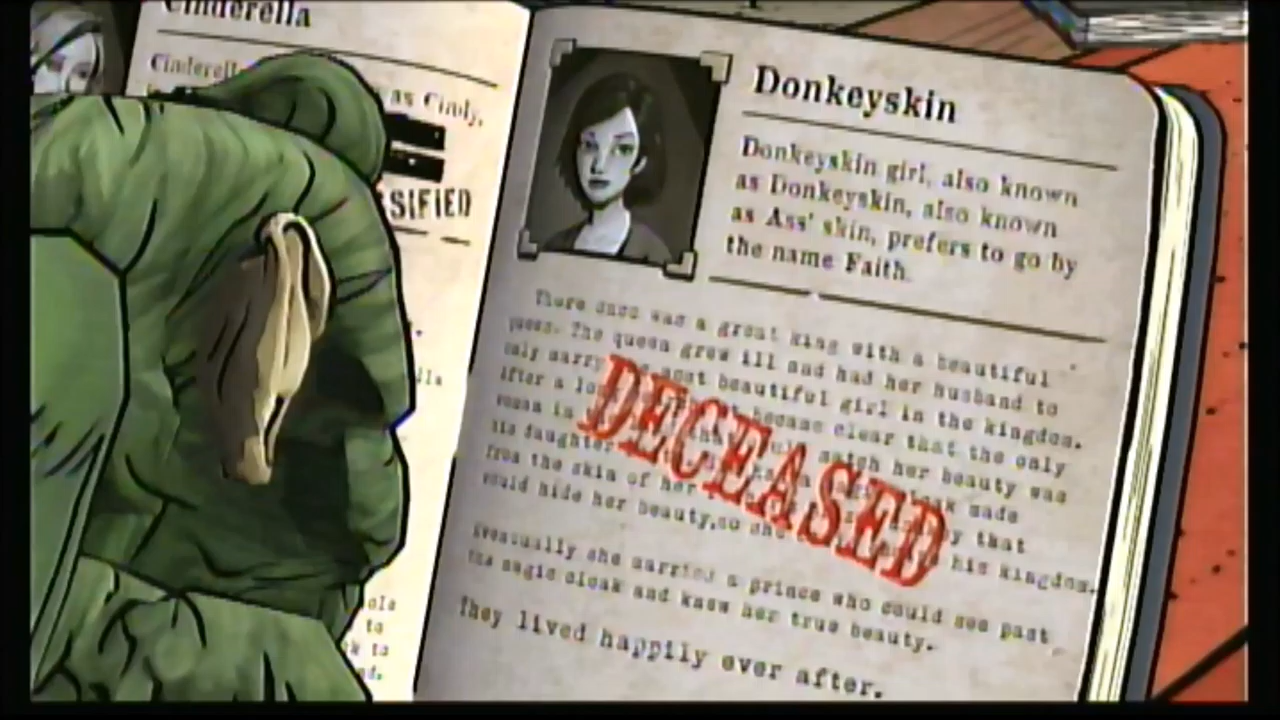 Cinderella
Cinderella
as Cindy,
SIFIED
Donkeyskin
Donkeyskin girl, also known
as Donkeyskin, also known
as Ass' skin, prefers to go by
the name Faith.
There once was a great king with a beautiful
queen. The queen grew ill and had her husband to
only marry most beautiful girl in the kingdom.
After a became clear that the only
woman in that match her beauty was
his daughter. made
from the skin of her that
would hide her beauty, so she his kingdom.
DECEASED
Eventually she married a prince who could see past
the magic cloak and knew her true beauty.
They lived happily ever after.
to
to